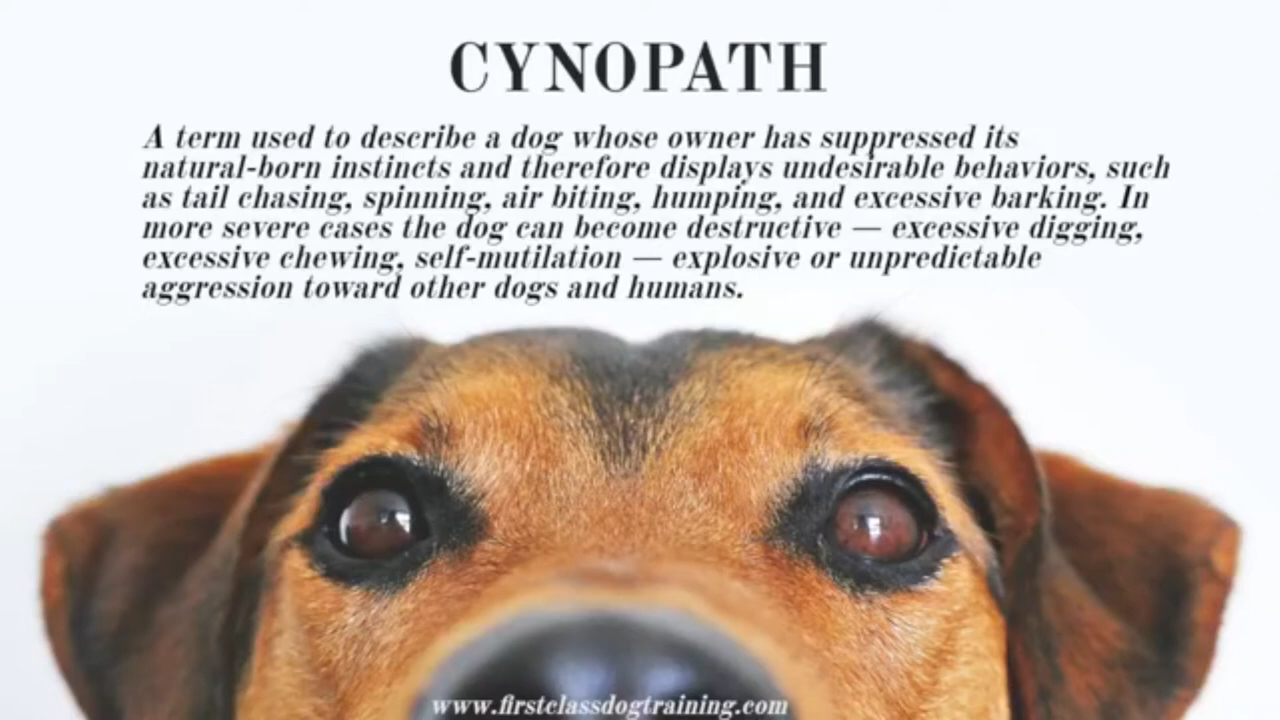 CYNOPATH
A term used to describe a dog whose owner has suppressed its
natural-born instincts and therefore displays undesirable behaviors, such
as tail chasing, spinning, air biting, humping, and excessive barking. In
more severe cases the dog can become destructive — excessive digging,
excessive chewing, self-mutilation — explosive or unpredictable
aggression toward other dogs and humans.
www.firstclassdogtraining.com